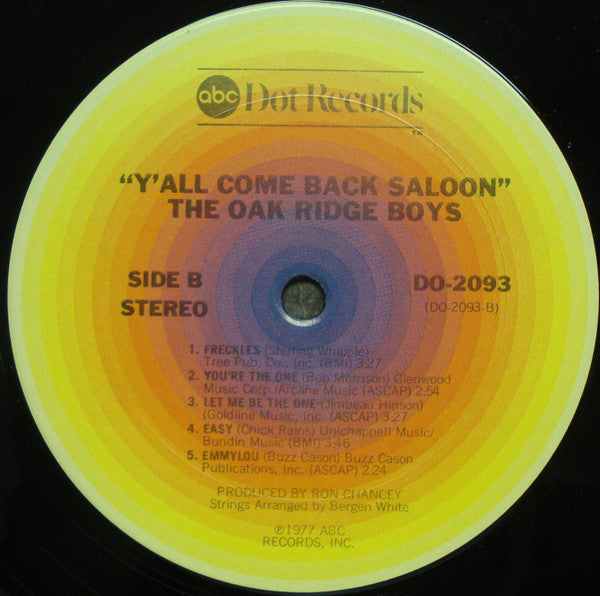 abc Dot Records
TM
"Y'ALL COME BACK SALOON"
THE OAK RIDGE BOYS
SIDE B
STEREO
DO-2093
(DO-2093-B)
1. FRECKLES (Sterling Whipple)
Tree Pub. Co., Inc. (BMI) 3:27
2. YOU'RE THE ONE (Bob Morrison) Glenwood
Music Corp./Arcane Music (ASCAP) 2:54
3. LET ME BE THE ONE (Jimbeau Hinson)
(Goldline Music, Inc. (ASCAP) 3:27
4. EASY (Chick Rains) Unichappell Music/
Bundin Music (BMI) 3:46
5. EMMYLOU (Buzz Cason) Buzz Cason
Publications, Inc. (ASCAP) 2:24
PRODUCED BY RON CHANCEY
Strings Arranged by Bergen White
℗1977 ABC
RECORDS, INC.